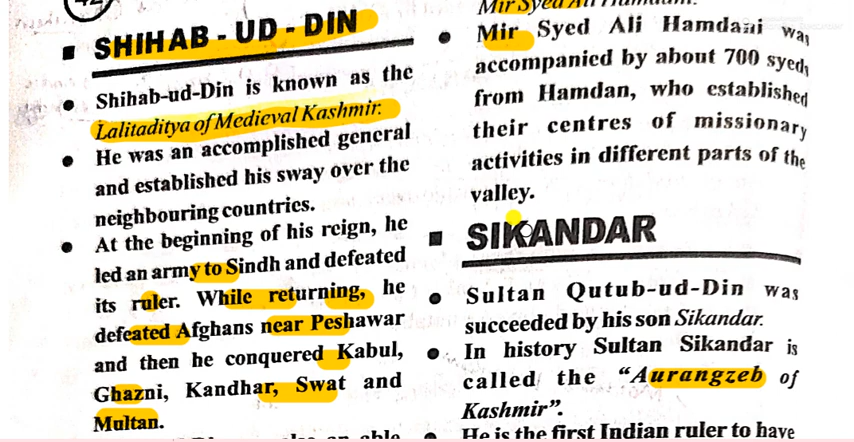 SHIHAB - UD - DIN
Shihab-ud-Din is known as the
Lalitaditya of Medieval Kashmir.
He was an accomplished general
and established his sway over the
neighbouring countries.
At the beginning of his reign, he
led an army to Sindh and defeated
its ruler. While returning, he
defeated Afghans near Peshawar
and then he conquered Kabul,
Ghazni, Kandhar, Swat and
Multan.
Mir Syed Ali Hamdani.
Mir Syed Ali Hamdani was
accompanied by about 700 syeds
from Hamdan, who established
their centres of missionary
activities in different parts of the
valley.
SIKANDAR
Sultan Qutub-ud-Din was
succeeded by his son Sikandar.
In history Sultan Sikandar is
called the “Aurangzeb of
Kashmir”.
He is the first Indian ruler to have